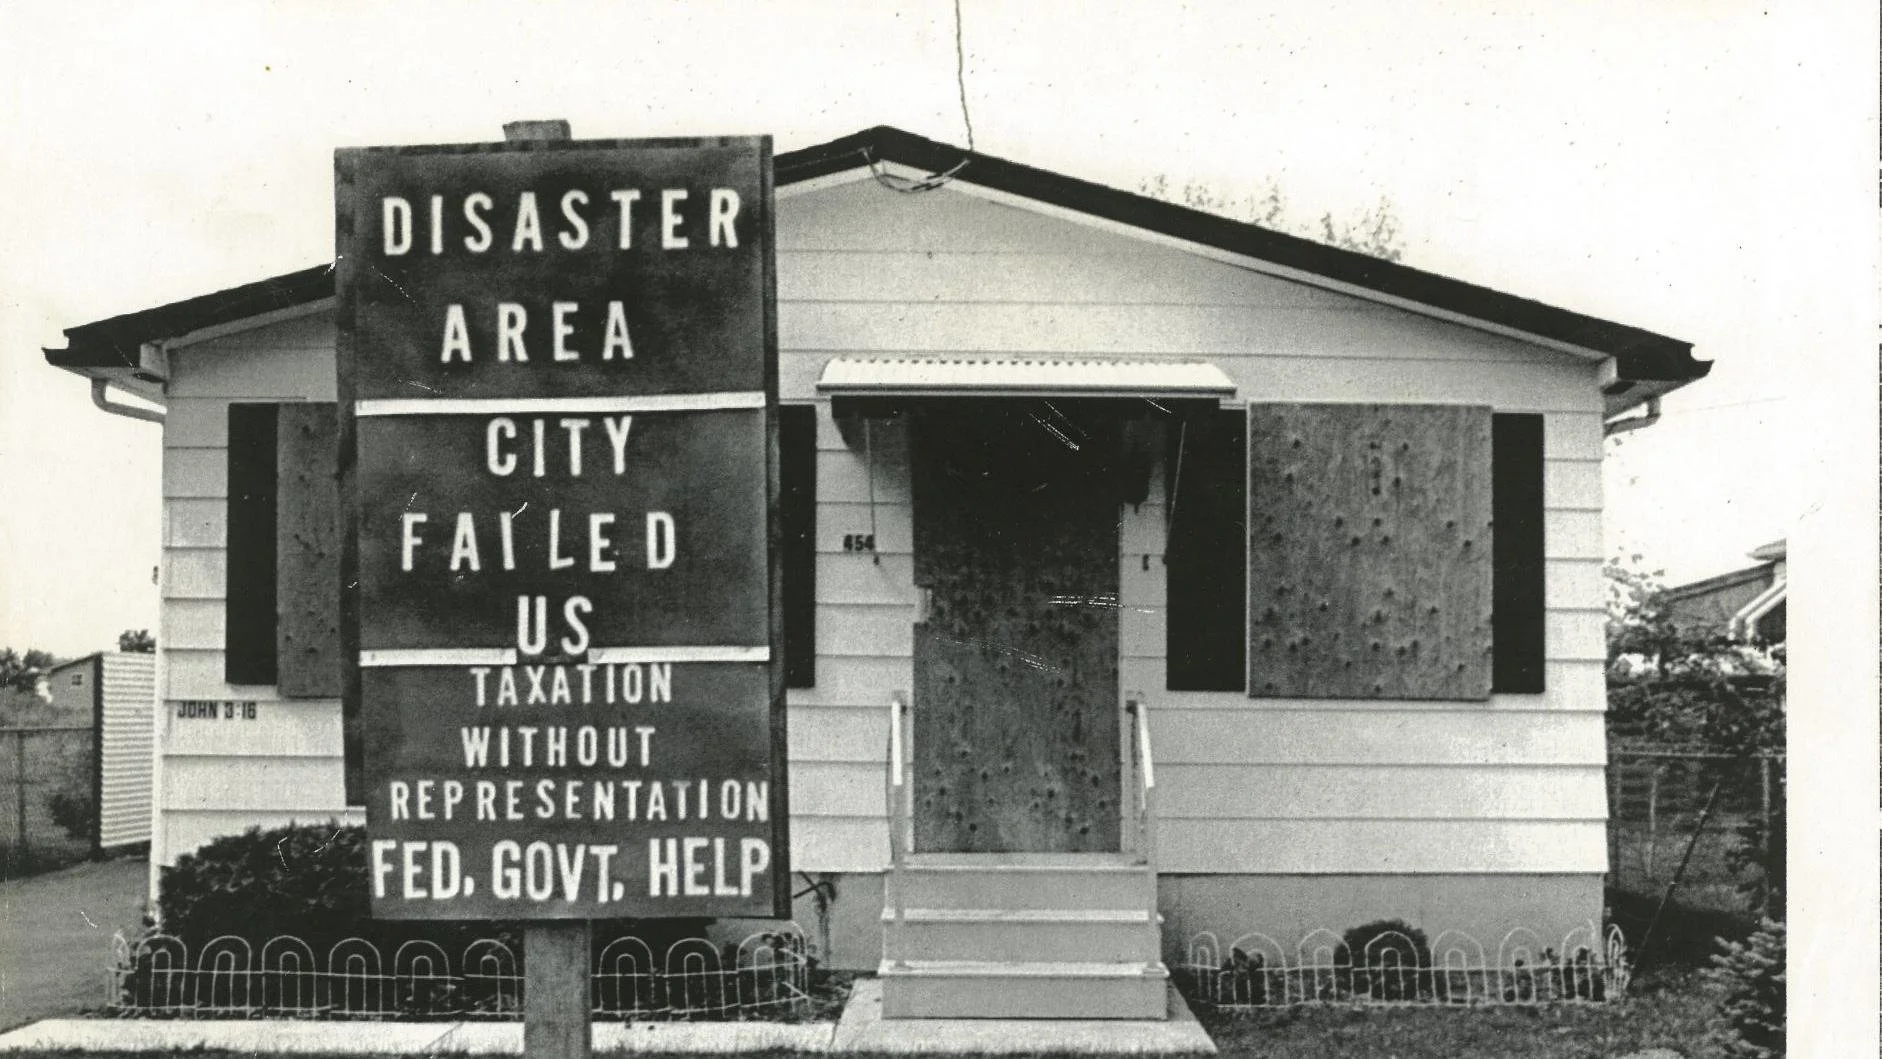 DISASTER
AREA
CITY
FAILED
US
TAXATION
WITHOUT
REPRESENTATION
FED. GOVT. HELP
454
JOHN 3:16